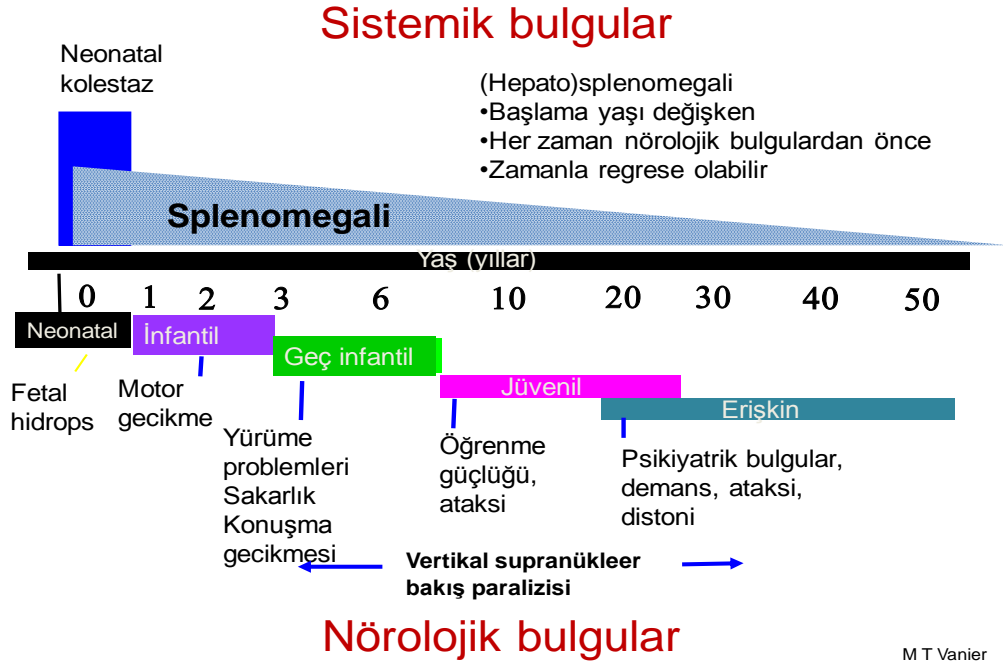 Sistemik bulgular
Neonatal
kolestaz
(Hepato)splenomegali
•Başlama yaşı değişken
•Her zaman nörolojik bulgulardan önce
•Zamanla regrese olabilir
Splenomegali
Yaş (yıllar)
0 1 2 3 6 10 20 30 40 50
Neonatal
İnfantil
Geç infantil
Jüvenil
Erişkin
Fetal
hidrops
Motor
gecikme
Yürüme
problemleri
Sakarlık
Konuşma
gecikmesi
Öğrenme
güçlüğü,
ataksi
Psikiyatrik bulgular,
demans, ataksi,
distoni
Vertikal supranükleer
bakış paralizisi
Nörolojik bulgular
M T Vanier